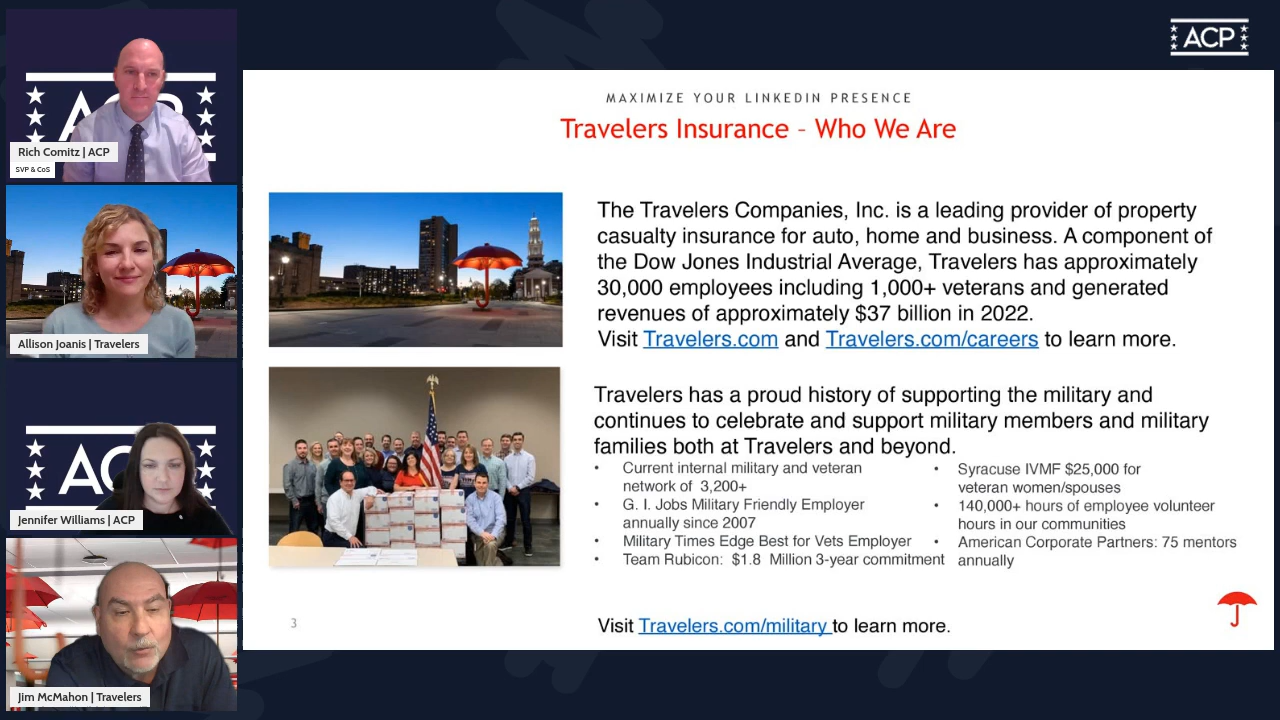 ACP
ACP
Rich Comitz | ACP
SVP & CoS
Allison Joanis | Travelers
AC
Jennifer Williams | ACP
Jim McMahon | Travelers
MAXIMIZE YOUR LINKEDIN PRESENCE
Travelers Insurance – Who We Are
The Travelers Companies, Inc. is a leading provider of property
casualty insurance for auto, home and business. A component of
the Dow Jones Industrial Average, Travelers has approximately
30,000 employees including 1,000+ veterans and generated
revenues of approximately $37 billion in 2022.
Visit Travelers.com and Travelers.com/careers to learn more.
Travelers has a proud history of supporting the military and
continues to celebrate and support military members and military
families both at Travelers and beyond.
• Current internal military and veteran
network of 3,200+
• G. I. Jobs Military Friendly Employer
annually since 2007
• Military Times Edge Best for Vets Employer
• Team Rubicon: $1.8 Million 3-year commitment
• Syracuse IVMF $25,000 for
veteran women/spouses
• 140,000+ hours of employee volunteer
hours in our communities
• American Corporate Partners: 75 mentors
annually
3
Visit Travelers.com/military to learn more.